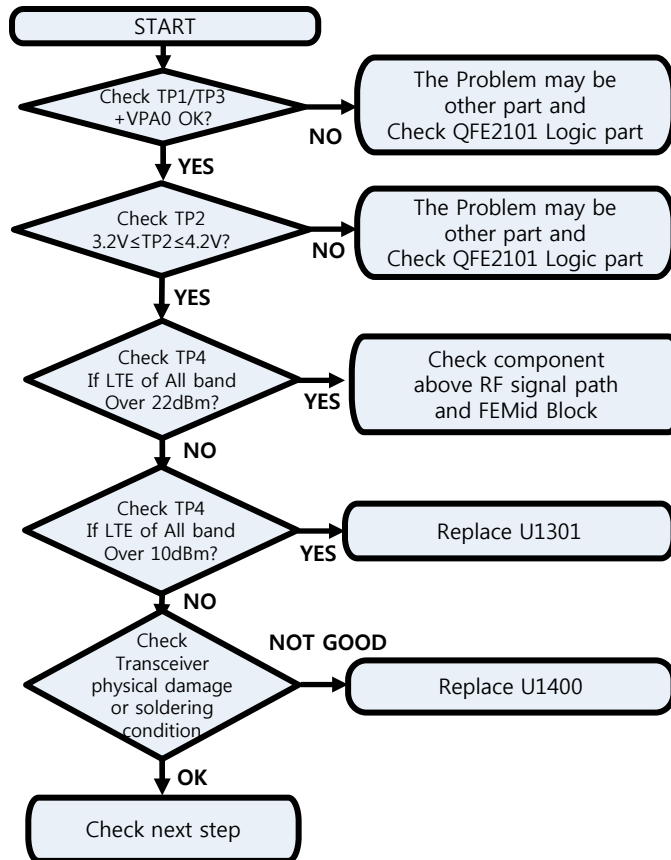 START
Check TP1/TP3
+VPA0 OK?
NO
The Problem may be
other part and
Check QFE2101 Logic part
YES
Check TP2
3.2V≤TP2≤4.2V?
NO
The Problem may be
other part and
Check QFE2101 Logic part
YES
Check TP4
If LTE of All band
Over 22dBm?
YES
Check component
above RF signal path
and FEMid Block
NO
Check TP4
If LTE of All band
Over 10dBm?
YES
Replace U1301
NO
Check
Transceiver
physical damage
or soldering
condition
NOT GOOD
Replace U1400
OK
Check next step